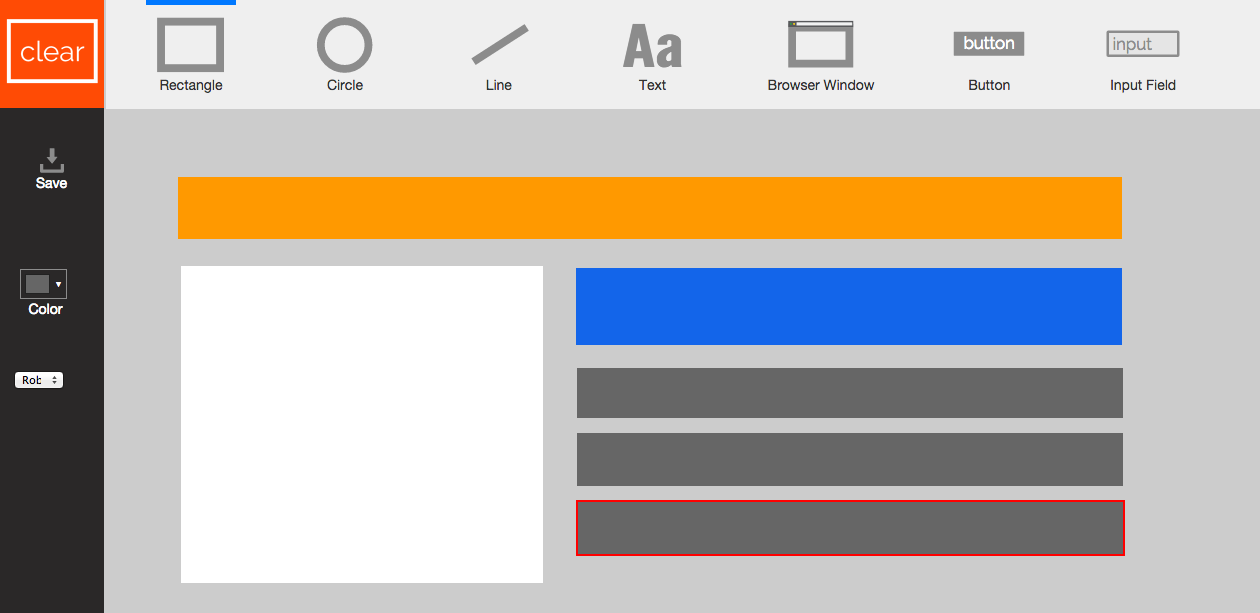 clear
Rectangle
Circle
Line
Aa
Text
Browser Window
button
Button
input
Input Field
Save
Color
Rob